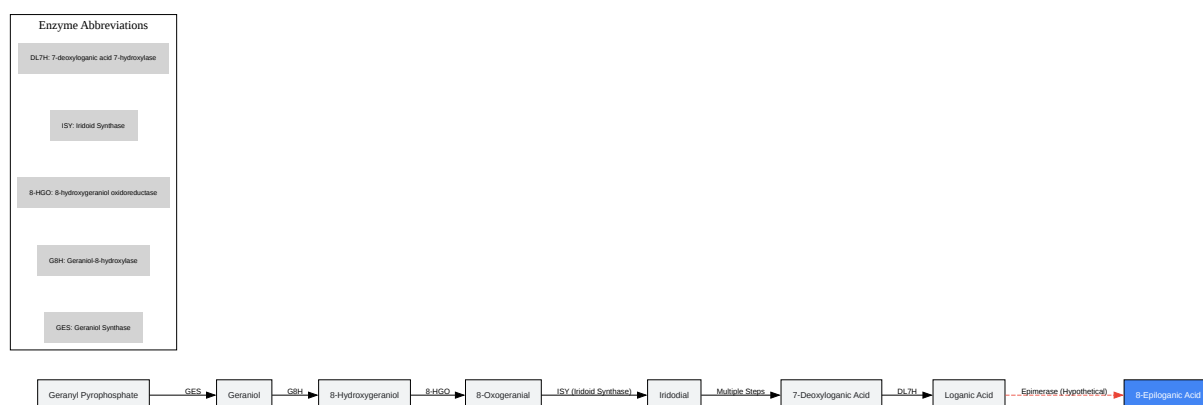 Enzyme Abbreviations
DL7H: 7-deoxyloganic acid 7-hydroxylase
ISY: Iridoid Synthase
8-HGO: 8-hydroxygeraniol oxidoreductase
G8H: Geraniol-8-hydroxylase
GES: Geraniol Synthase
Geranyl Pyrophosphate
GES
Geraniol
G8H
8-Hydroxygeraniol
8-HGO
8-Oxogeranial
ISY (Iridoid Synthase)
Iridodial
Multiple Steps
7-Deoxyloganic Acid
DL7H
Loganic Acid
Epimerase (Hypothetical)
8-Epiloganic Acid